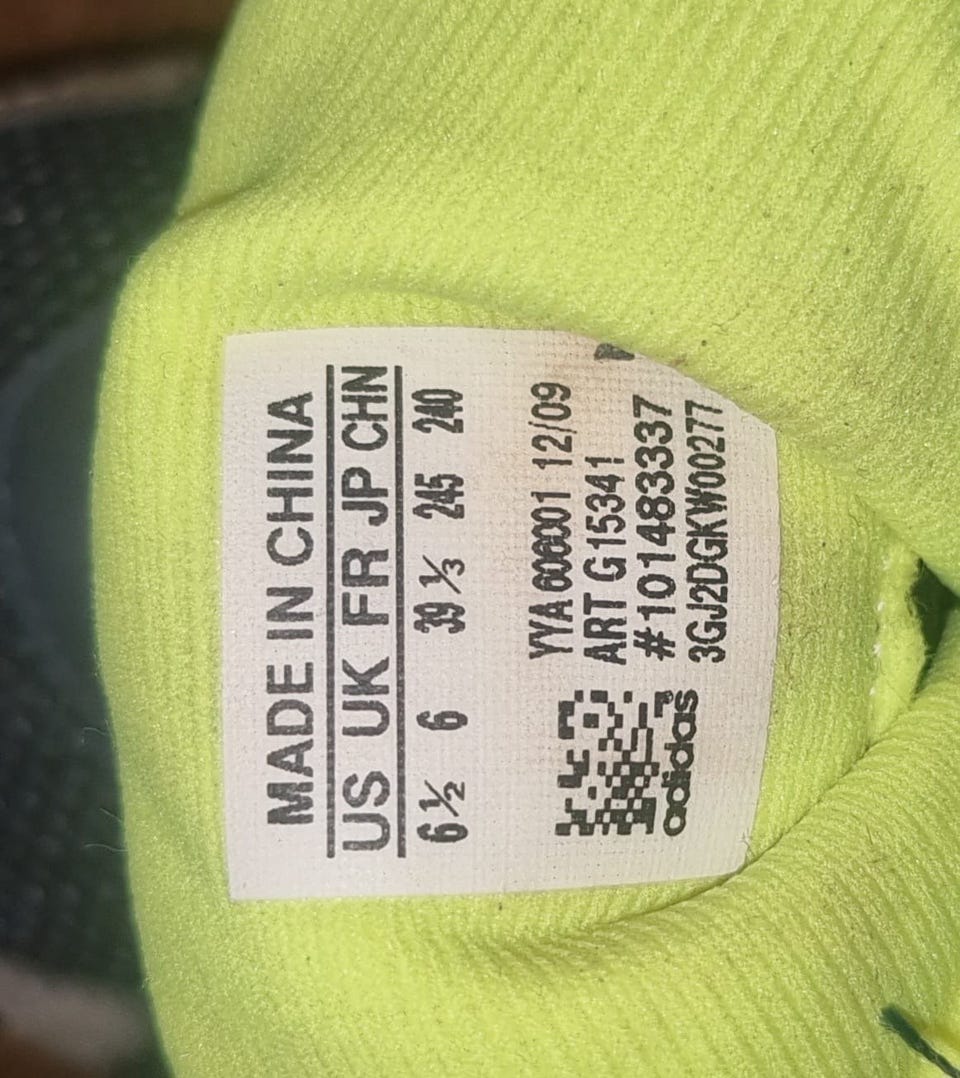 MADE IN CHINA
US UK FR JP CHN
6½ 6 39⅓ 245 240
YYA 606001 12/09
ART G15341
#101483337
3GJ2DGKW00277
adidas